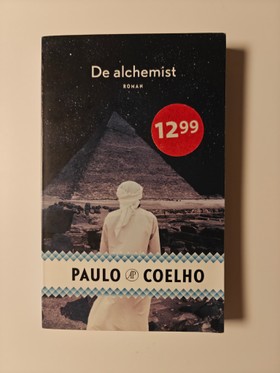 De alchemist
ROMAN
12.99
PAULO COELHO